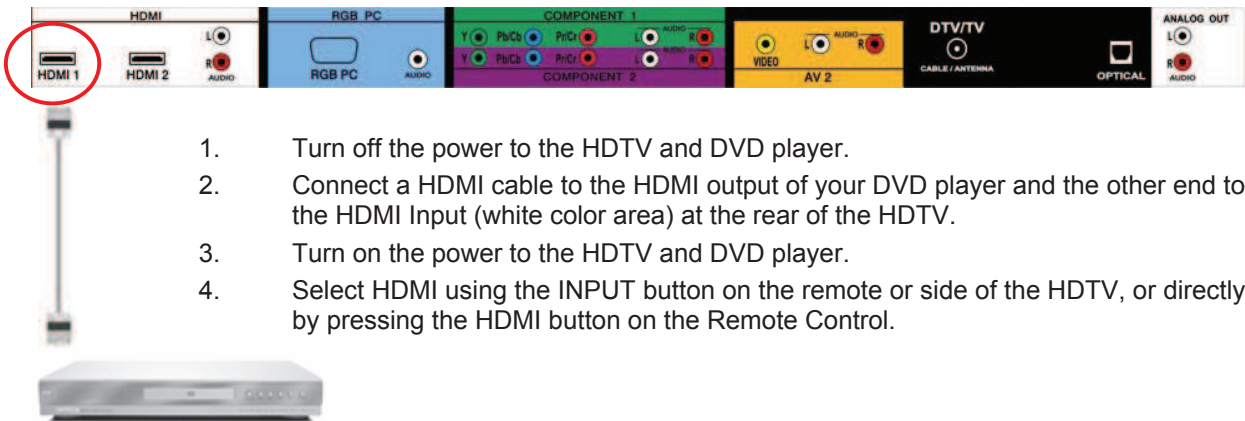 HDMI
RGB PC
COMPONENT 1
ANALOG OUT
Y Pb/Cb Pr/Cr L AUDIO R
L
HDMI 1
HDMI 2
R
AUDIO
RGB PC
AUDIO
Y Pb/Cb Pr/Cr L AUDIO R
COMPONENT 2
VIDEO
L AUDIO R
AV 2
DTV/TV
CABLE / ANTENNA
OPTICAL
L
R
AUDIO
1. Turn off the power to the HDTV and DVD player.
2. Connect a HDMI cable to the HDMI output of your DVD player and the other end to
the HDMI Input (white color area) at the rear of the HDTV.
3. Turn on the power to the HDTV and DVD player.
4. Select HDMI using the INPUT button on the remote or side of the HDTV, or directly
by pressing the HDMI button on the Remote Control.